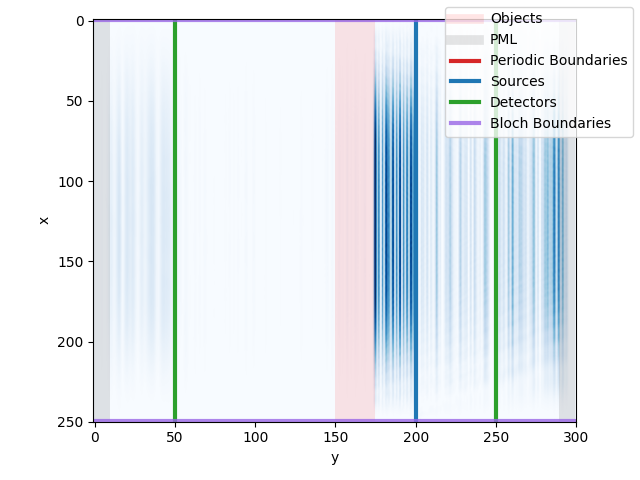 Objects
PML
Periodic Boundaries
Sources
Detectors
Bloch Boundaries
0
50
100
150
200
250
x
0
50
100
150
200
250
300
y